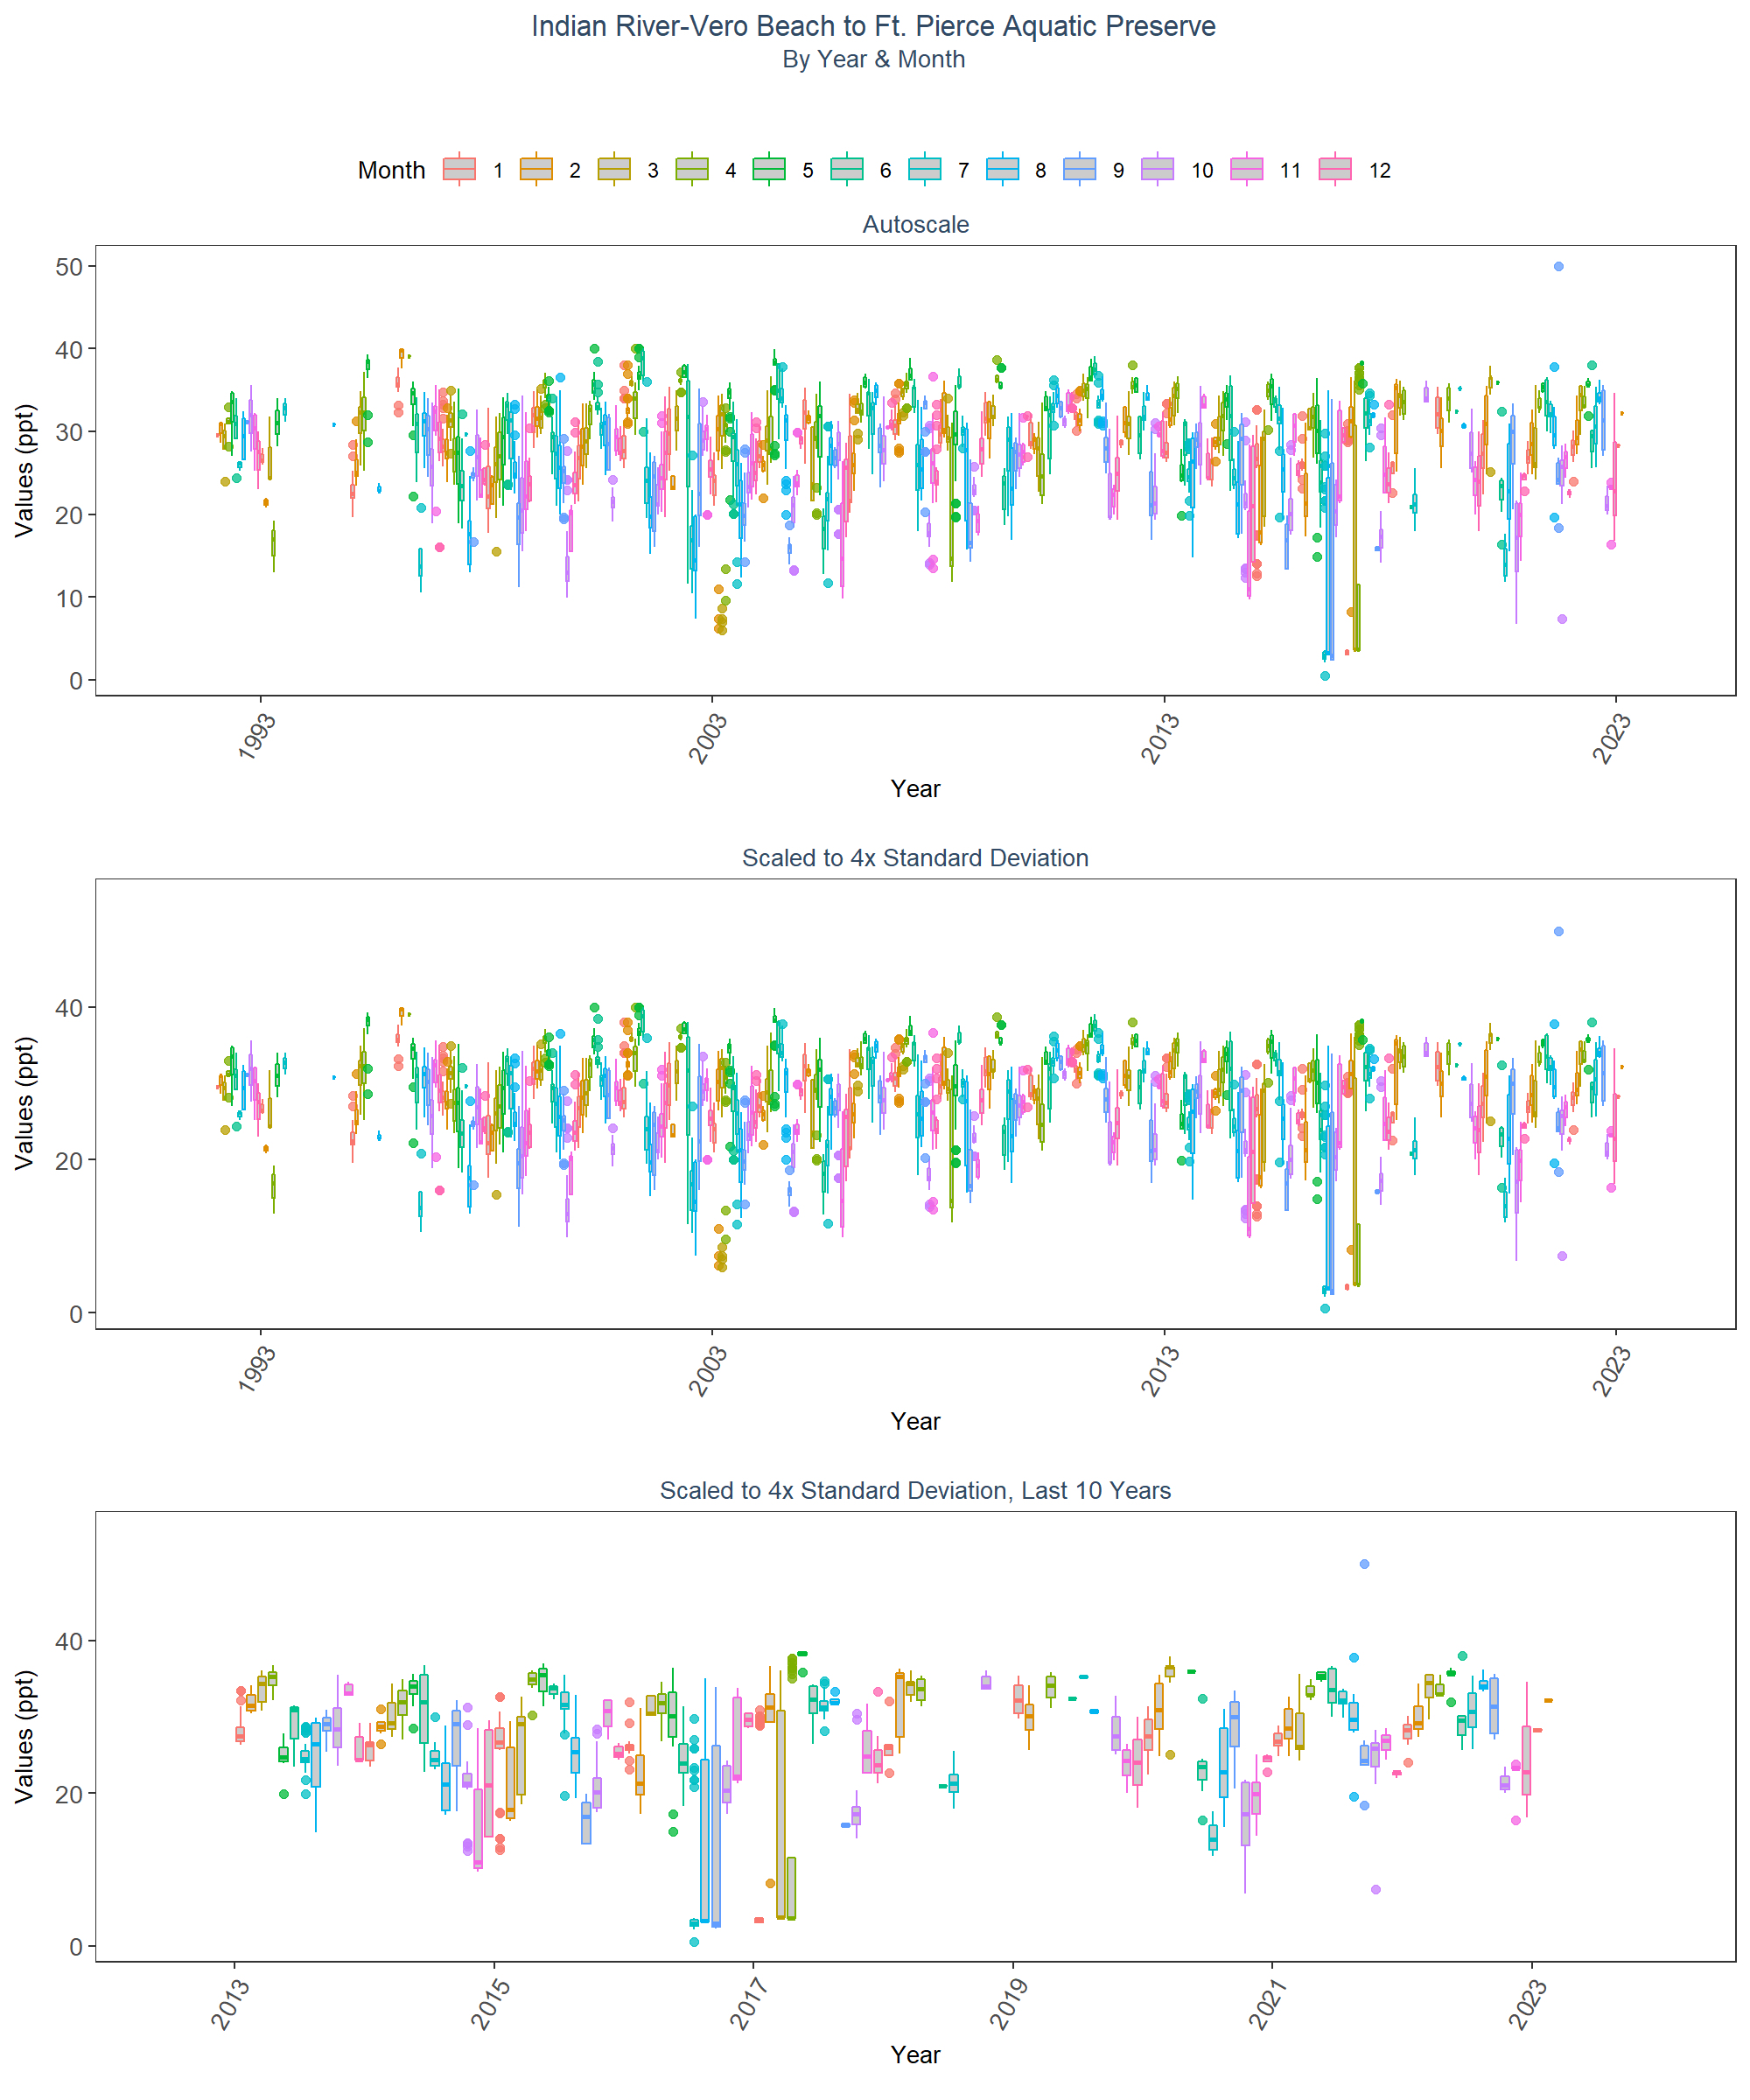 Indian River-Vero Beach to Ft. Pierce Aquatic Preserve
By Year & Month
Month 1 2 3 4 5 6 7 8 9 10 11 12
Autoscale
50
40
30
20
10
0
Values (ppt)
1993 2003 2013 2023
Year
Scaled to 4x Standard Deviation
40
20
0
Values (ppt)
1993 2003 2013 2023
Year
Scaled to 4x Standard Deviation, Last 10 Years
40
20
0
Values (ppt)
2013 2015 2017 2019 2021 2023
Year